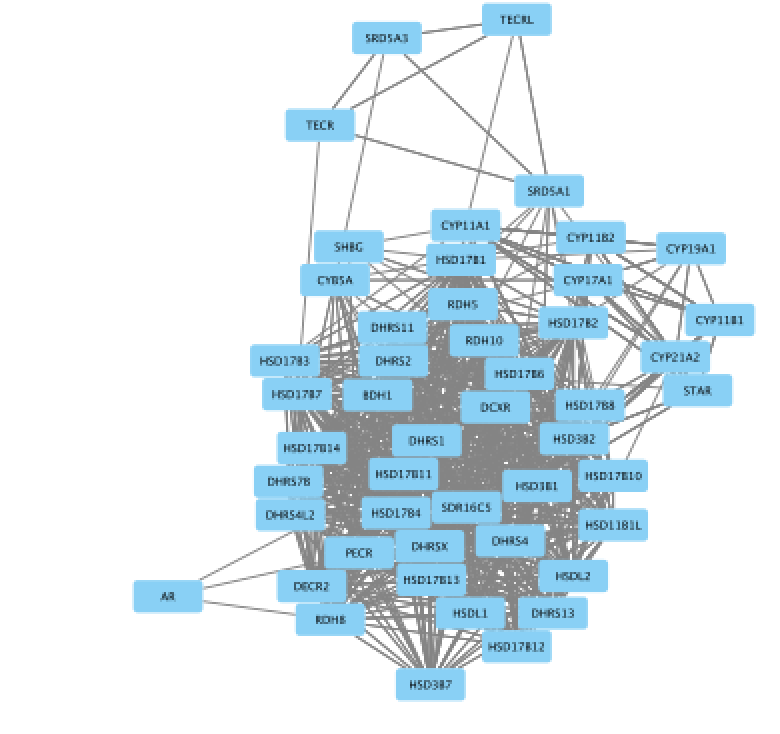 TECRL
SRD5A3
TECR
SRD5A1
CYP11A1
CYP11B2
SHBG
CYP19A1
HSD17B1
CYB5A
CYP17A1
RDH5
CYP11B1
HSD17B2
DHRS11
RDH10
CYP21A2
HSD17B3
DHRS2
HSD17B6
STAR
HSD17B7
BDH1
DCXR
HSD17B8
DHRS1
HSD3B2
HSD17B14
HSD17B11
HSD17B10
DHRS7B
HSD3B1
SDR16C5
DHRS4L2
HSD17B4
HSD11B1L
DHRS4
DHRSX
PECR
HSDL2
HSD17B13
DECR2
AR
HSDL1
DHRS13
RDH8
HSD17B12
HSD3B7